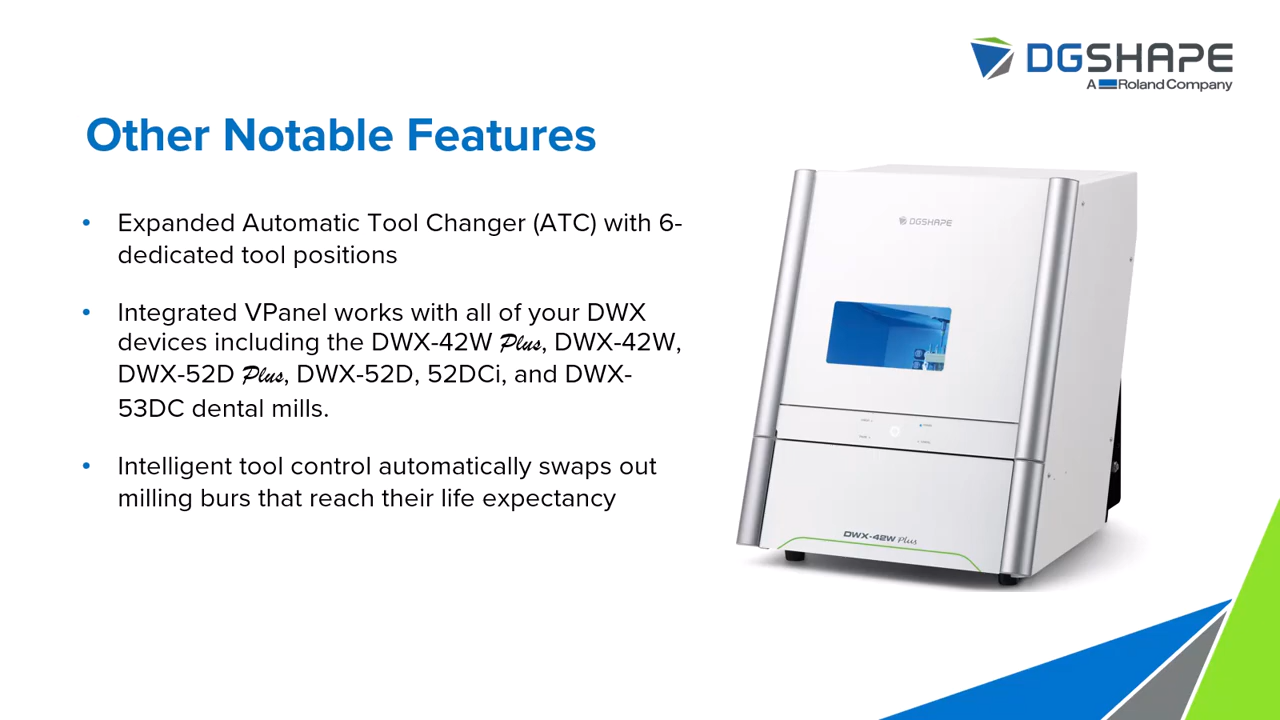 DGSHAPE
A Roland Company
Other Notable Features
• Expanded Automatic Tool Changer (ATC) with 6-
dedicated tool positions
• Integrated VPanel works with all of your DWX
devices including the DWX-42W Plus, DWX-42W,
DWX-52D Plus, DWX-52D, 52DCi, and DWX-
53DC dental mills.
• Intelligent tool control automatically swaps out
milling burs that reach their life expectancy
DGSHAPE
DWX-42W Plus